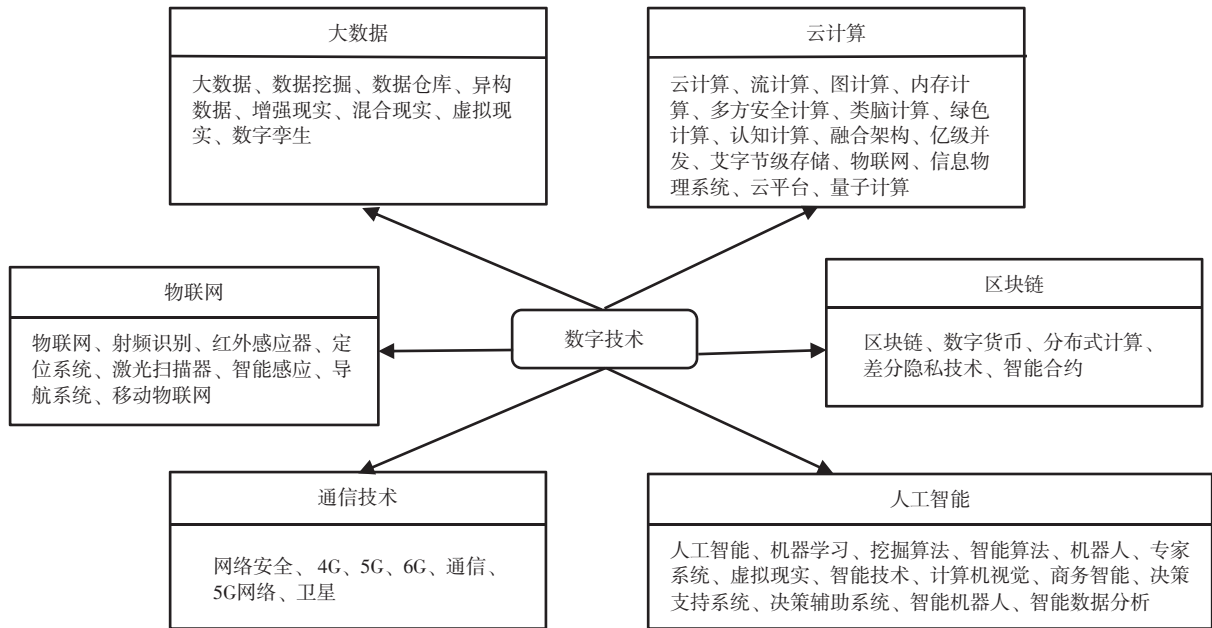 大数据
大数据、数据挖掘、数据仓库、异构
数据、增强现实、混合现实、虚拟现
实、数字孪生
云计算
云计算、流计算、图计算、内存计
算、多方安全计算、类脑计算、绿色
计算、认知计算、融合架构、亿级并
发、艾字节级存储、物联网、信息物
理系统、云平台、量子计算
物联网
物联网、射频识别、红外感应器、定
位系统、激光扫描器、智能感应、导
航系统、移动物联网
数字技术
区块链
区块链、数字货币、分布式计算、
差分隐私技术、智能合约
通信技术
网络安全、4G、5G、6G、通信、
5G网络、卫星
人工智能
人工智能、机器学习、挖掘算法、智能算法、机器人、专家
系统、虚拟现实、智能技术、计算机视觉、商务智能、决策
支持系统、决策辅助系统、智能机器人、智能数据分析